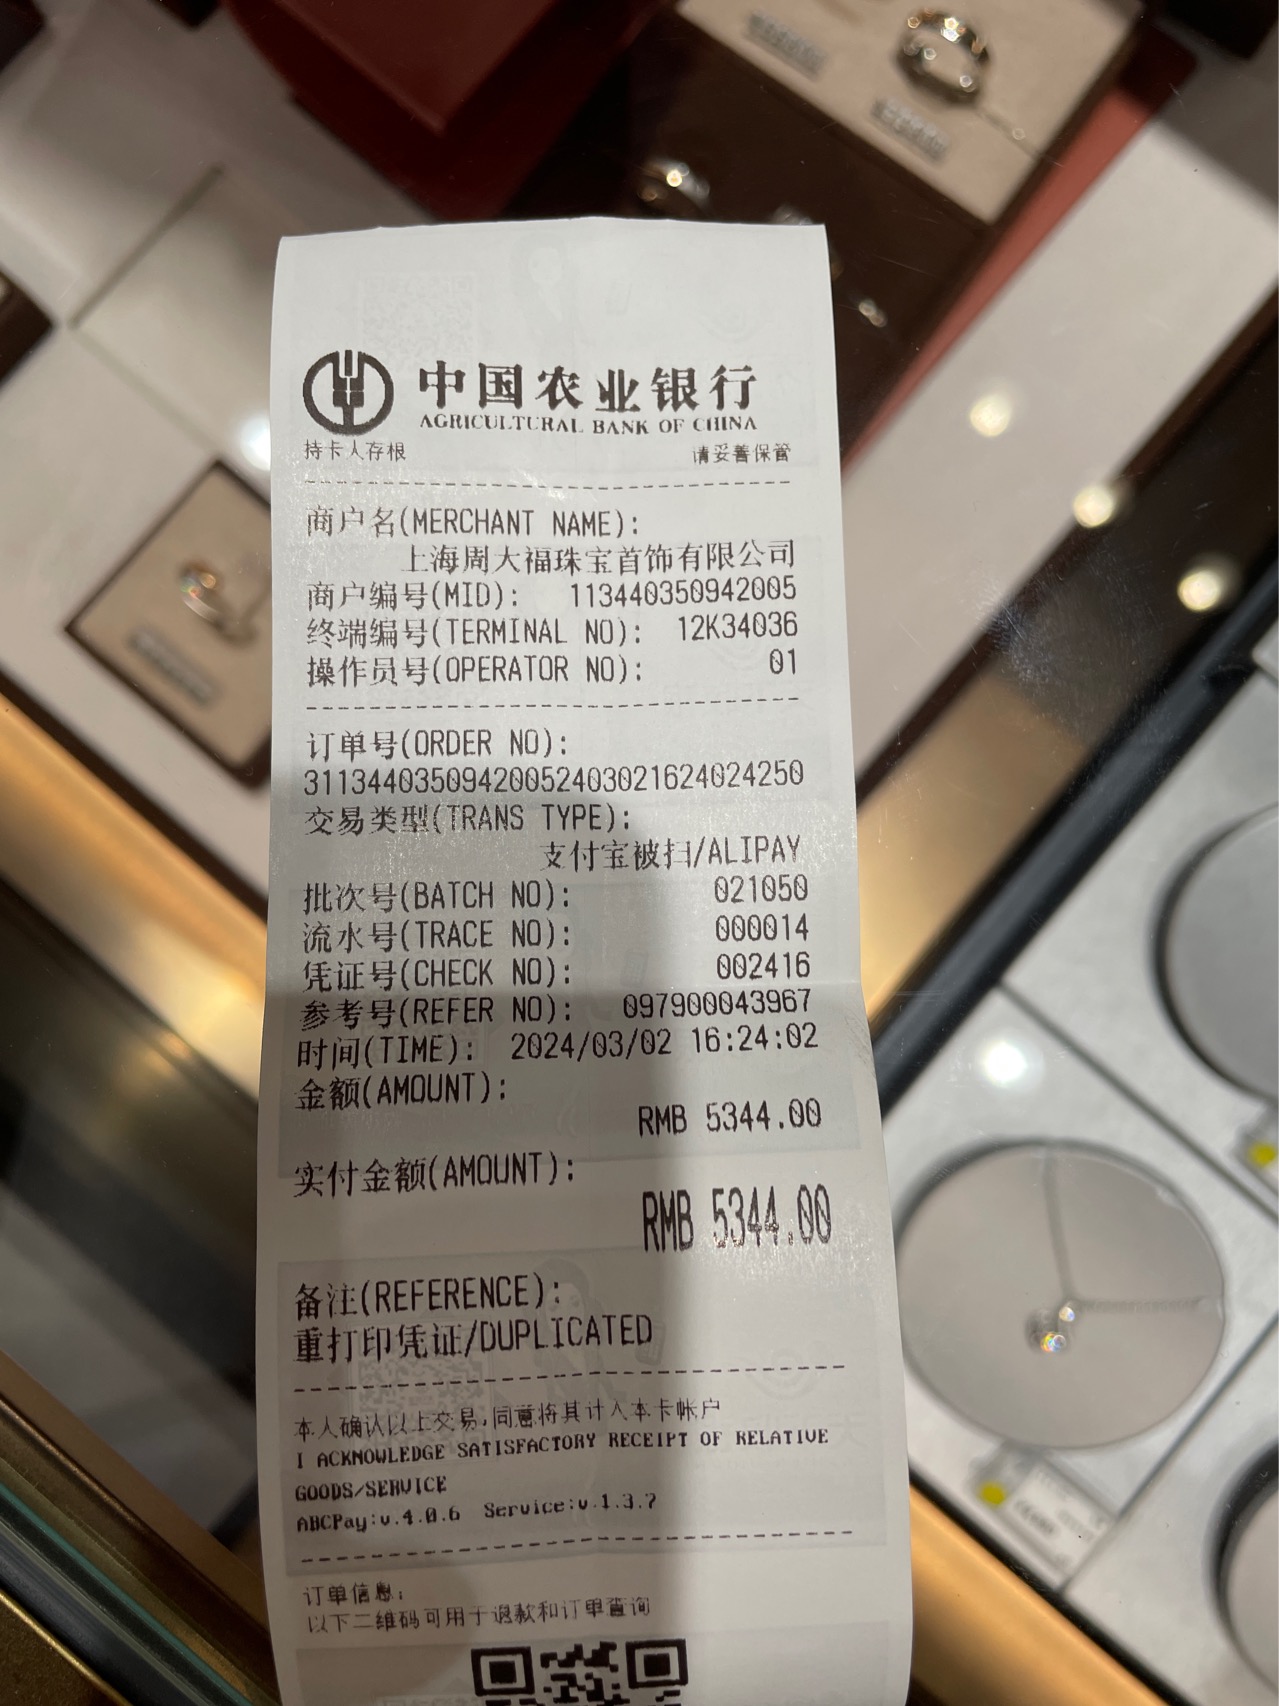 中国农业银行
AGRICULTURAL BANK OF CHINA
持卡人存根 请妥善保管
商户名(MERCHANT NAME):
上海周大福珠宝首饰有限公司
商户编号(MID): 113440350942005
终端编号(TERMINAL NO): 12K34036
操作员号(OPERATOR NO): 01
订单号(ORDER NO):
31134403509420052403021624024250
交易类型(TRANS TYPE):
支付宝被扫/ALIPAY
批次号(BATCH NO): 021050
流水号(TRACE NO): 000014
凭证号(CHECK NO): 002416
参考号(REFER NO): 097900043967
时间(TIME): 2024/03/02 16:24:02
金额(AMOUNT):
RMB 5344.00
实付金额(AMOUNT):
RMB 5344.00
备注(REFERENCE):
重打印凭证/DUPLICATED
本人确认以上交易,同意将其计入本卡帐户
I ACKNOWLEDGE SATISFACTORY RECEIPT OF RELATIVE
GOODS/SERVICE
ABCPay:v.4.0.6 Service:v.1.3.7
订单信息:
以下二维码可用于退款和订单查询